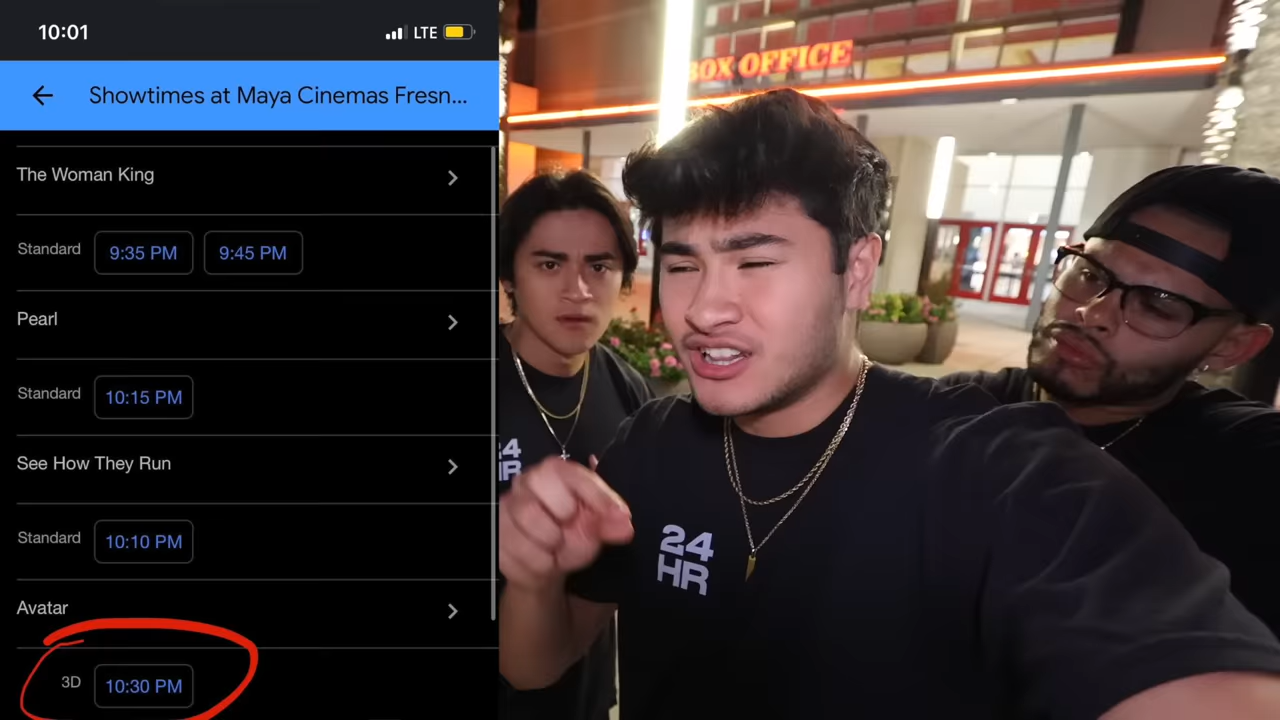 10:01
LTE
Showtimes at Maya Cinemas Fresn...
The Woman King
Standard 9:35 PM 9:45 PM
Pearl
Standard 10:15 PM
See How They Run
Standard 10:10 PM
Avatar
3D 10:30 PM
BOX OFFICE
24
HR
24
HR